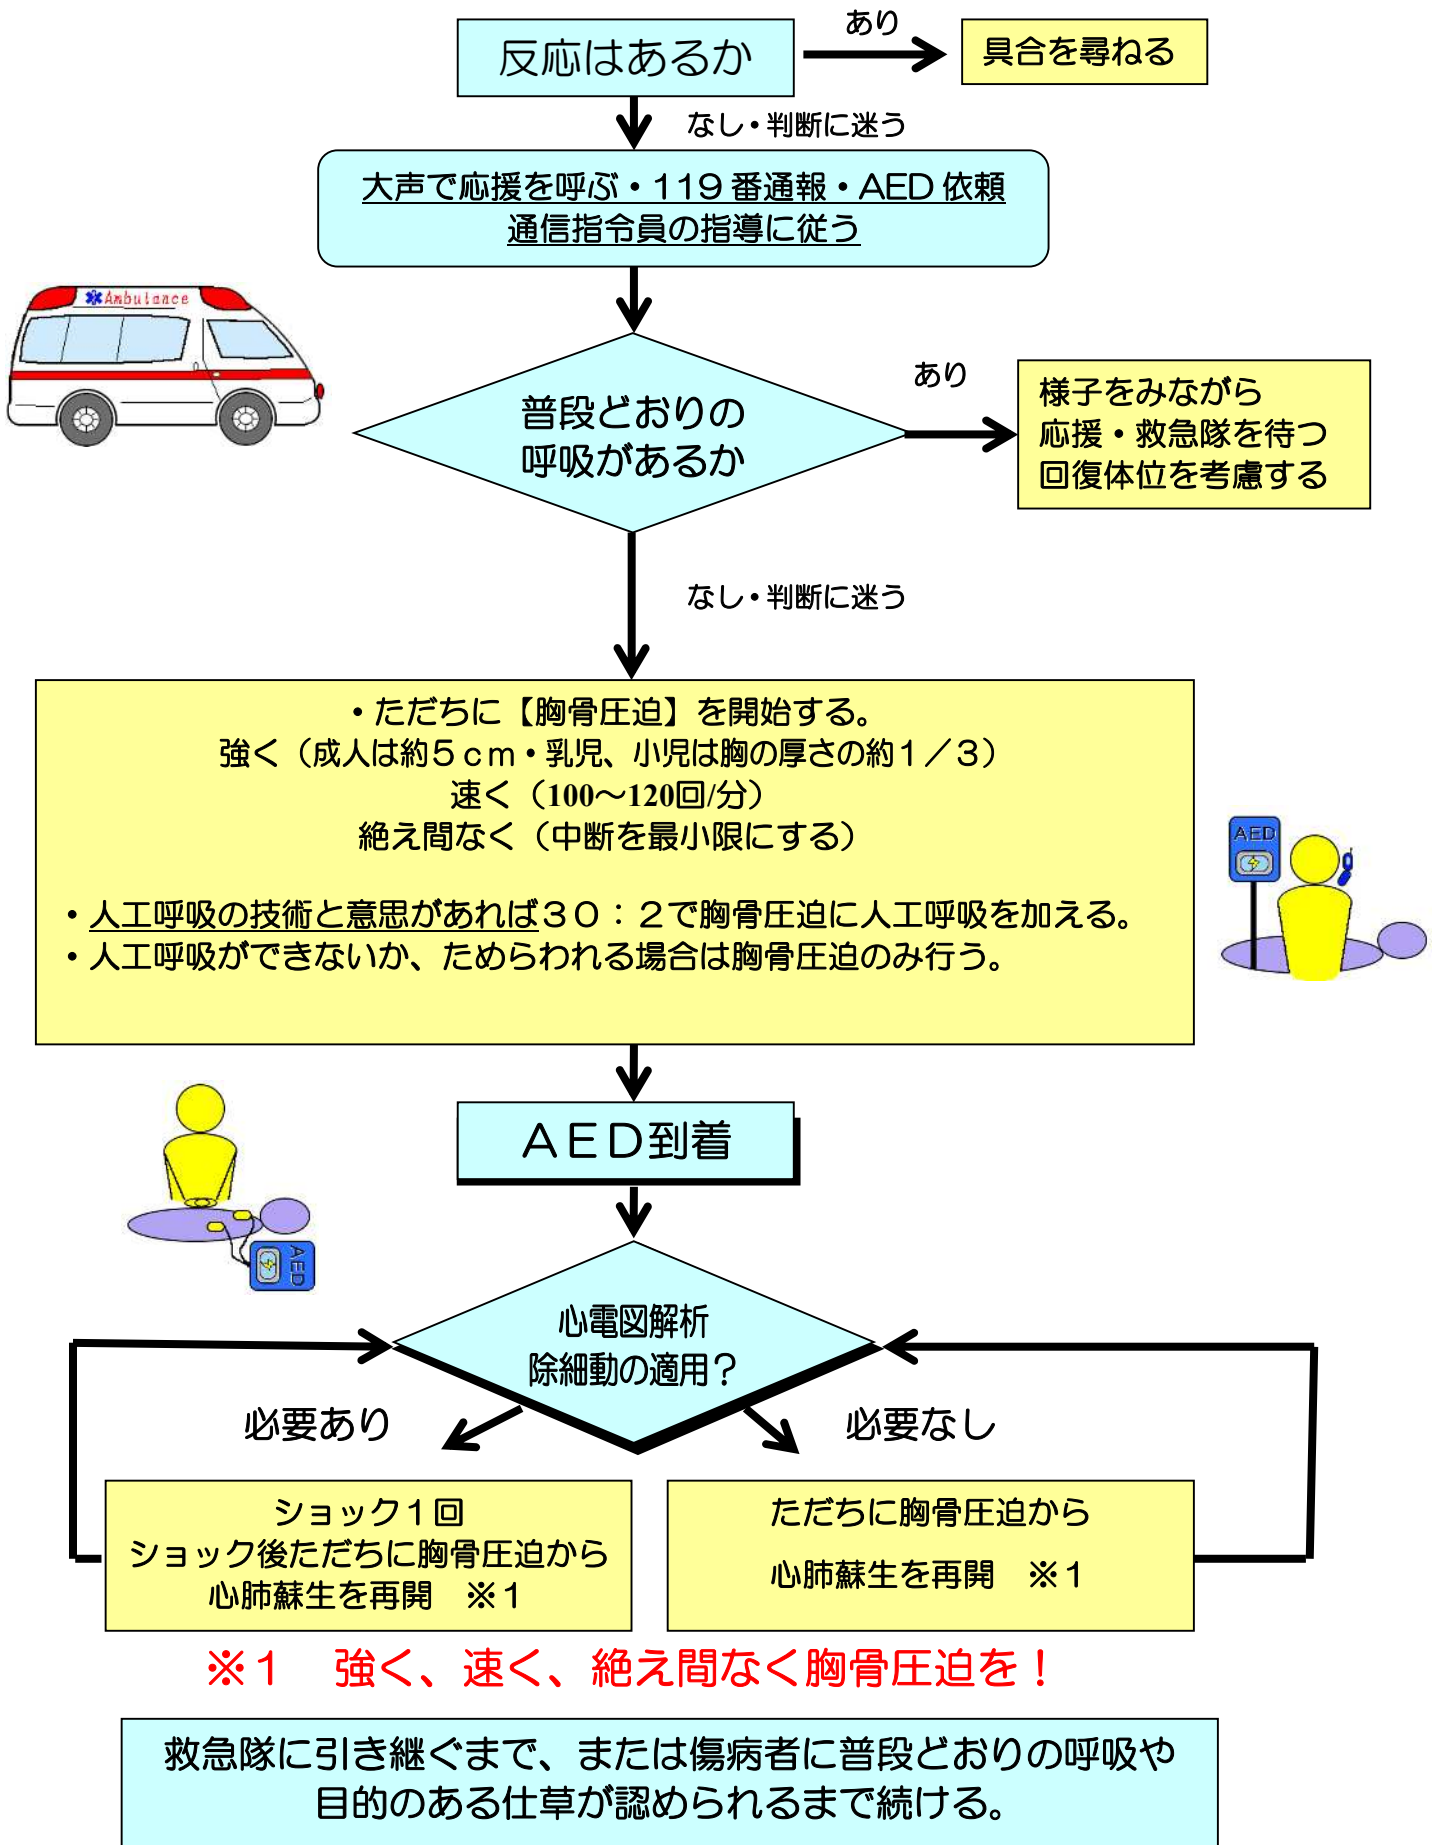 反応はあるか
あり
具合を尋ねる
なし・判断に迷う
大声で応援を呼ぶ・119番通報・AED依頼
通信指令員の指導に従う
Ambulance
普段どおりの
呼吸があるか
あり
様子をみながら
応援・救急隊を待つ
回復体位を考慮する
なし・判断に迷う
・ただちに【胸骨圧迫】を開始する。
強く（成人は約5cm・乳児、小児は胸の厚さの約1／3）
速く（100〜120回/分）
絶え間なく（中断を最小限にする）
・人工呼吸の技術と意思があれば30：2で胸骨圧迫に人工呼吸を加える。
・人工呼吸ができないか、ためらわれる場合は胸骨圧迫のみ行う。
AED
AED到着
AED
心電図解析
除細動の適用？
必要あり
必要なし
ショック1回
ショック後ただちに胸骨圧迫から
心肺蘇生を再開　※1
ただちに胸骨圧迫から
心肺蘇生を再開　※1
※1　強く、速く、絶え間なく胸骨圧迫を！
救急隊に引き継ぐまで、または傷病者に普段どおりの呼吸や
目的のある仕草が認められるまで続ける。